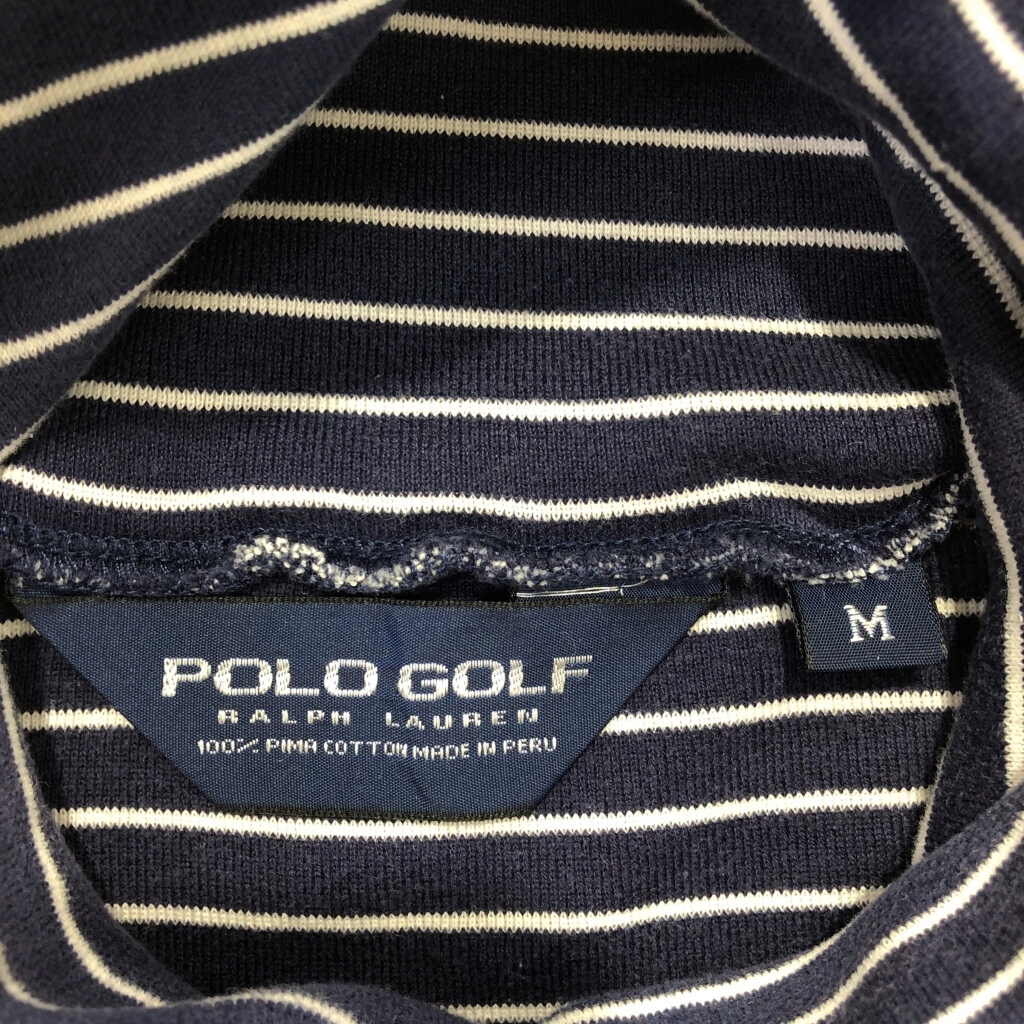 POLO GOLF
RALPH LAUREN
100% PIMA COTTON MADE IN PERU
M